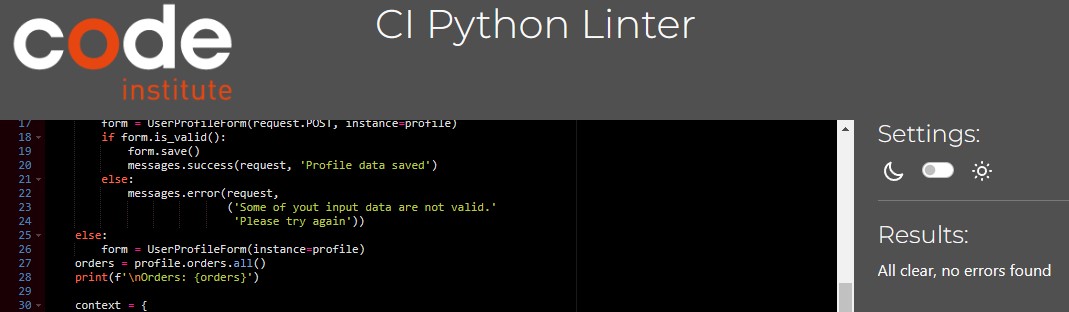 code
institute
CI Python Linter
17 form = UserProfileForm(request.POST, instance=profile)
18 if form.is_valid():
19 form.save()
20 messages.success(request, 'Profile data saved')
21 else:
22 messages.error(request,
23 ('Some of yout input data are not valid.'
24 'Please try again'))
25 else:
26 form = UserProfileForm(instance=profile)
27 orders = profile.orders.all()
28 print(f'\nOrders: {orders}')
29
30 context = {
Settings:
Results:
All clear, no errors found